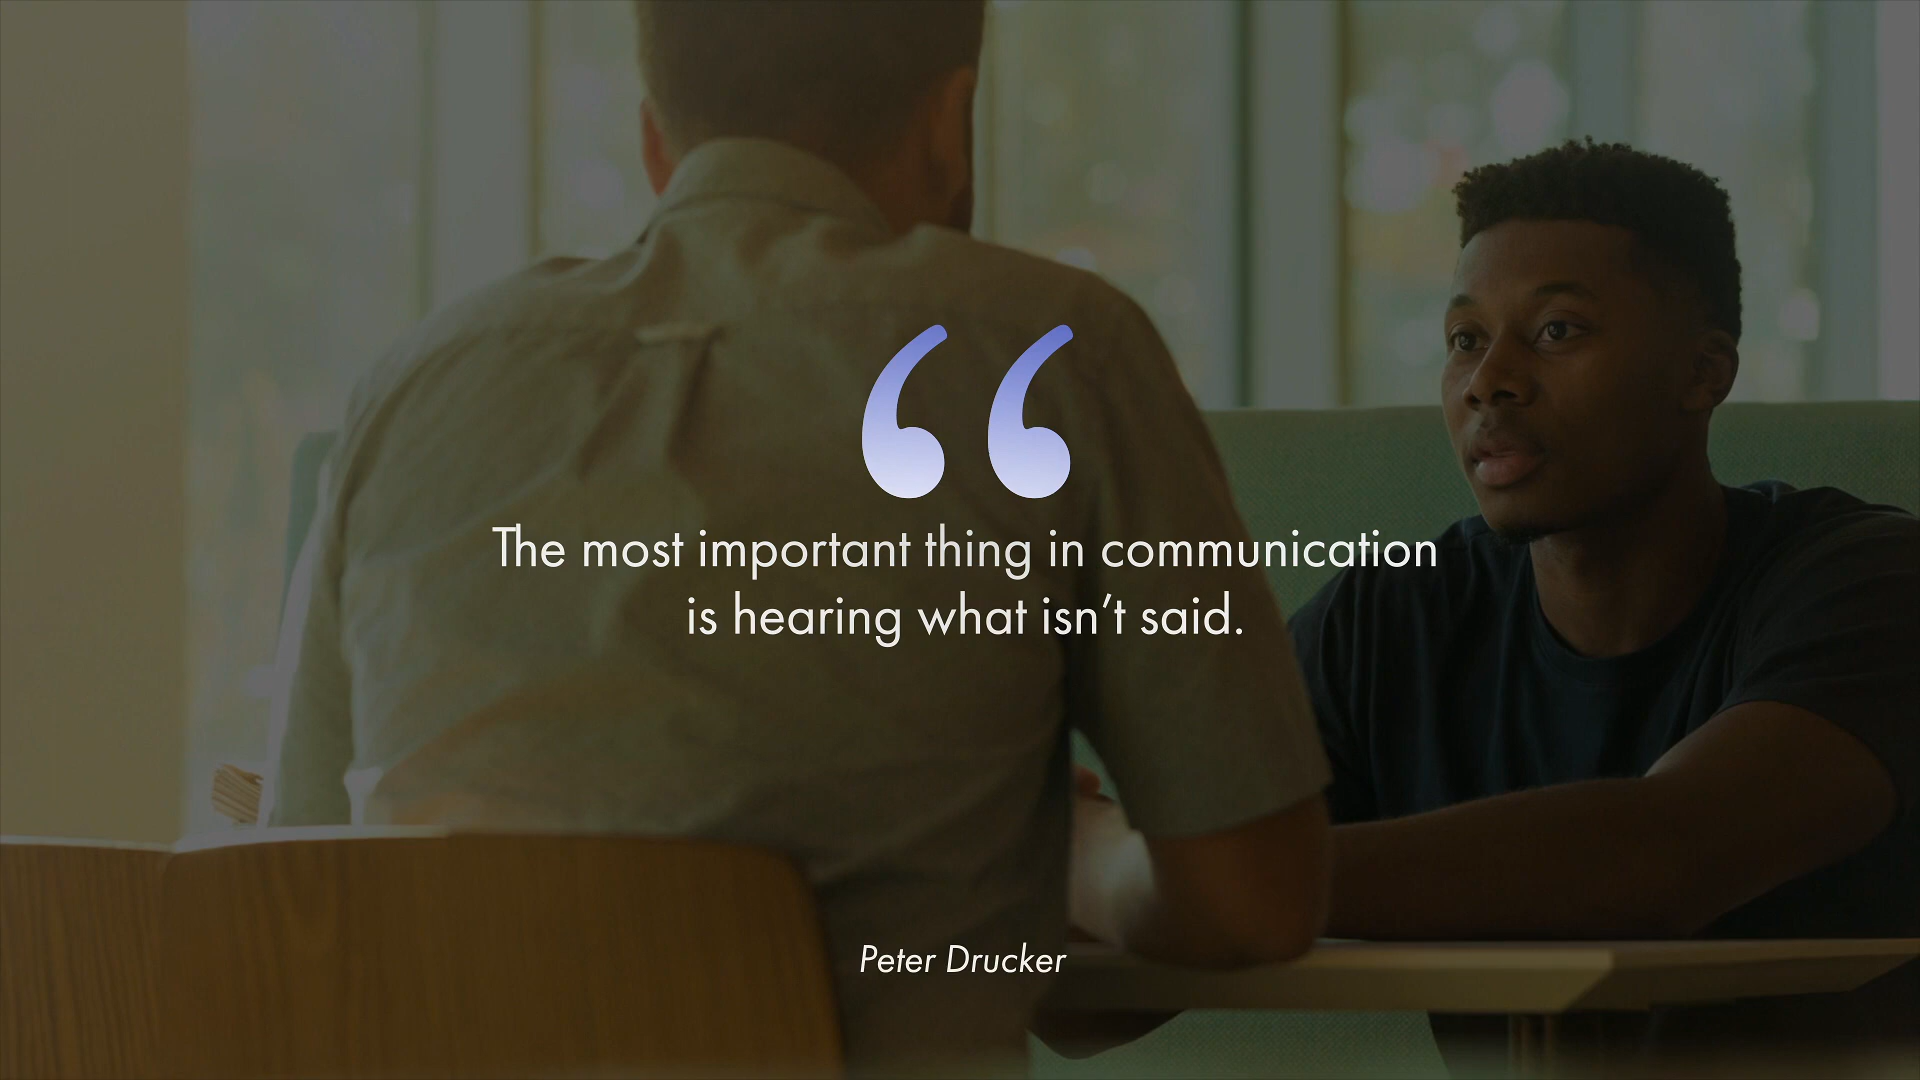 “
The most important thing in communication
is hearing what isn’t said.
Peter Drucker